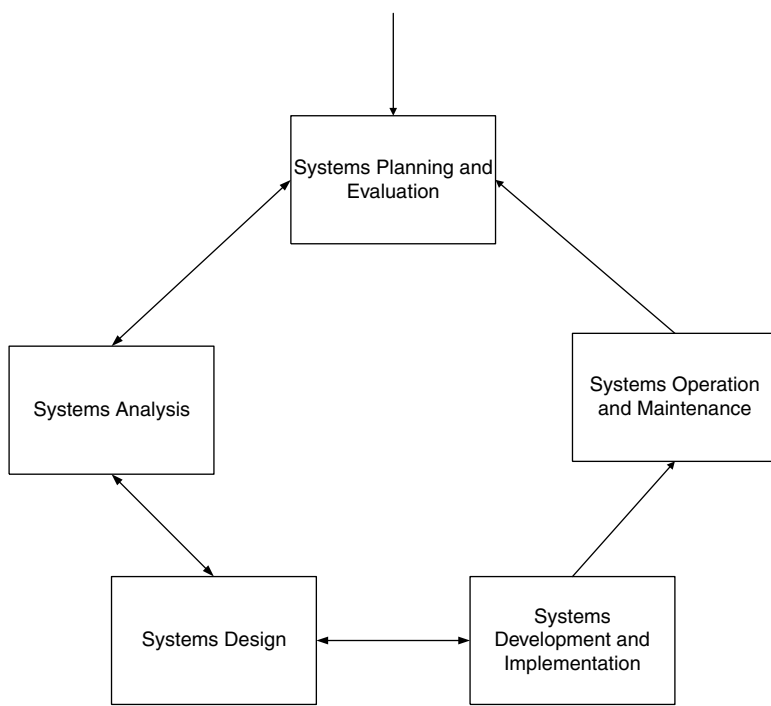 Systems Planning and
Evaluation
Systems Analysis
Systems Operation
and Maintenance
Systems Design
Systems
Development and
Implementation